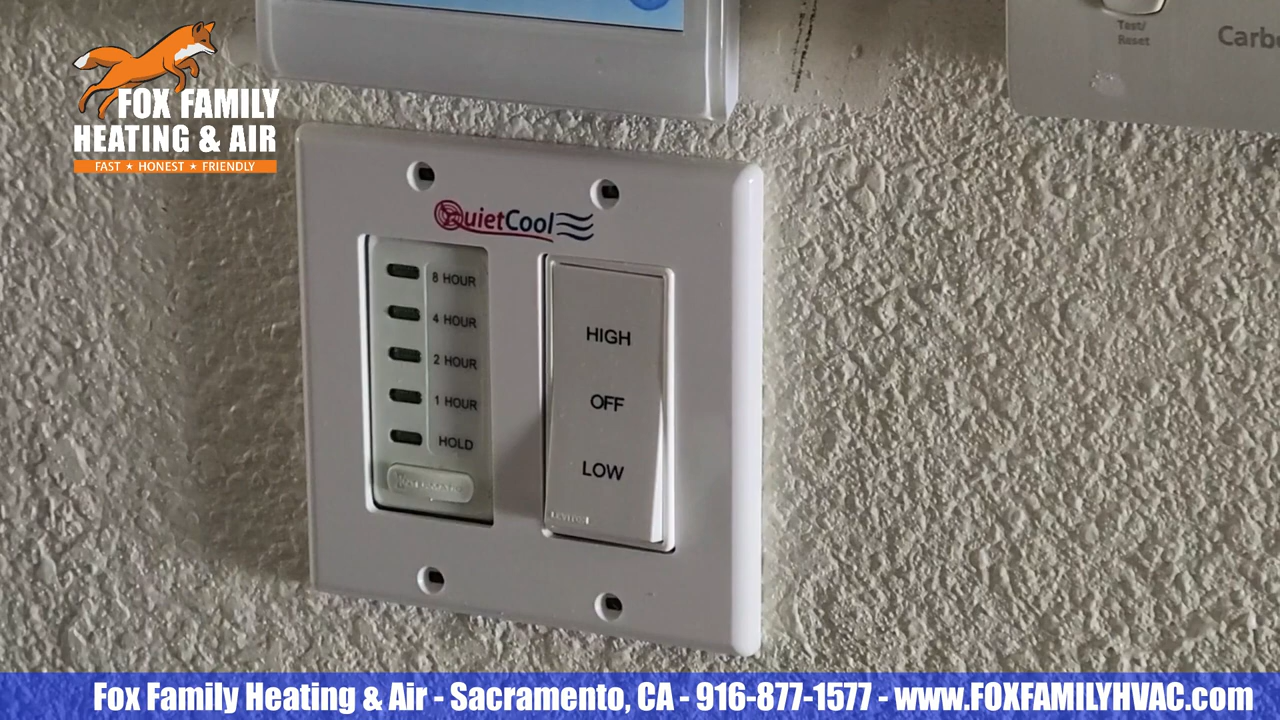 FOX FAMILY
HEATING & AIR
FAST ★ HONEST ★ FRIENDLY
Test/
Reset
QuietCool
8 HOUR
4 HOUR
2 HOUR
1 HOUR
HOLD
HIGH
OFF
LOW
LEVITON
Fox Family Heating & Air - Sacramento, CA - 916-877-1577 - www.FOXFAMILYHVAC.com